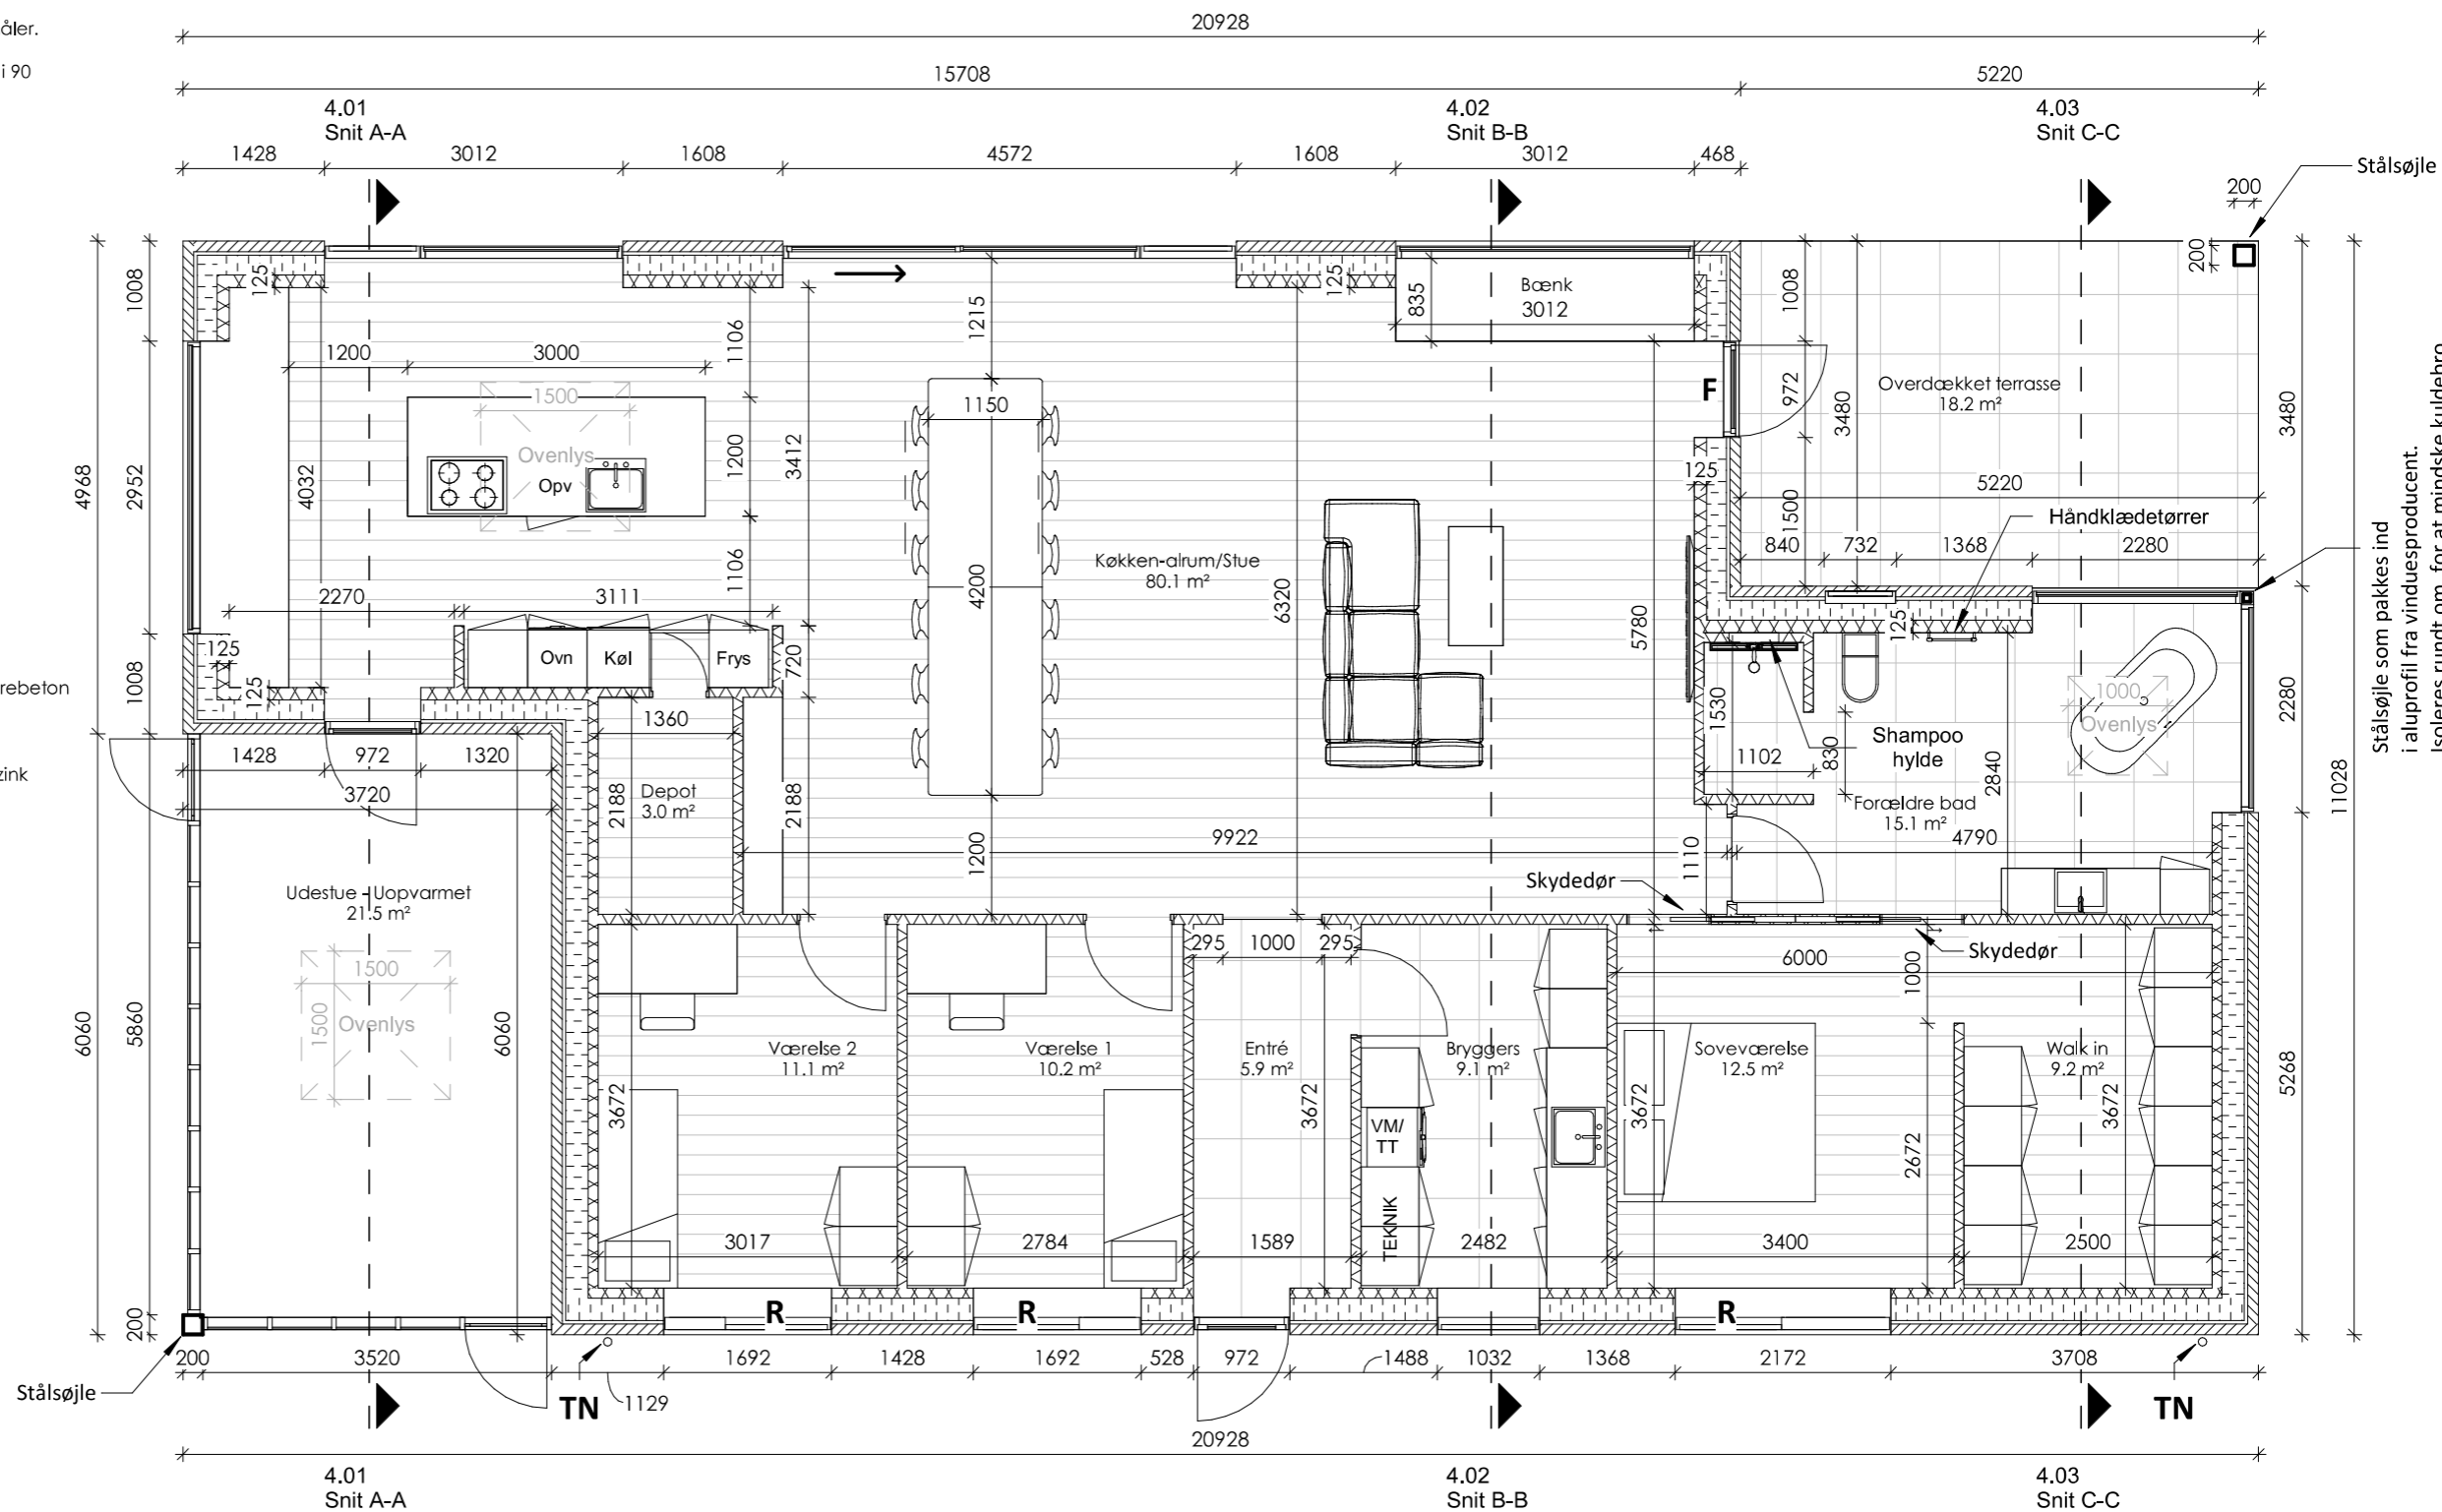 åler.
i 90
20928
15708
5220
4.01
Snit A-A
4.02
Snit B-B
4.03
Snit C-C
1428
3012
1608
4572
1608
3012
468
Stålsøjle
200
200
1008
125
1215
125
835
Bænk
3012
1008
1200
3000
1106
1500
1150
F
972
3480
Overdækket terrasse
18.2 m²
3480
4968
2952
4032
Ovenlys
Opv
1200
3412
125
5220
1500
Håndklædetørrer
840
732
1368
2280
Køkken-alrum/Stue
80.1 m²
1106
4200
6320
5780
2270
3111
Stålsøjle som pakkes ind
i aluprofil fra vinduesproducent.
Isoleres rundt om, for at mindske kuldebro
125
Ovn
Køl
Frys
720
125
125
1008
rebeton
1530
1000
Ovenlys
2280
1360
Shampoo
hylde
1102
830
2840
zink
1428
972
1320
3720
Depot
3.0 m²
2188
2188
Forældre bad
15.1 m²
11028
9922
1200
1110
4790
Udestue - Uopvarmet
21.5 m²
Skydedør
295
1000
295
6000
Skydedør
1000
1500
1500
Ovenlys
6060
5860
6060
Værelse 2
11.1 m²
Værelse 1
10.2 m²
Entré
5.9 m²
Bryggers
9.1 m²
Soveværelse
12.5 m²
Walk in
9.2 m²
5268
3672
3672
VM/
TT
3672
2672
3672
TEKNIK
3017
2784
1589
2482
3400
2500
200
R
R
R
200
3520
1692
1428
1692
528
972
1488
1032
1368
2172
3708
Stålsøjle
TN
1129
TN
20928
4.01
Snit A-A
4.02
Snit B-B
4.03
Snit C-C